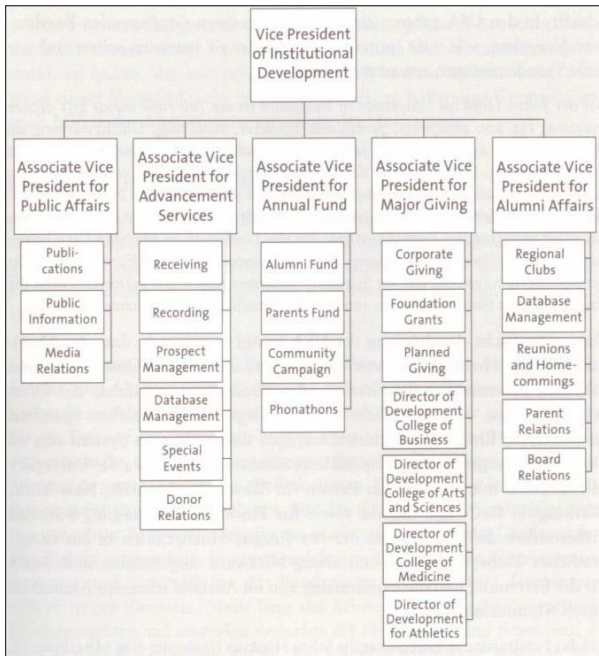 Vice President
of Institutional
Development
Associate Vice
President for
Public Affairs
Publi-
cations
Public
Information
Media
Relations
Associate Vice
President for
Advancement
Services
Receiving
Recording
Prospect
Management
Database
Management
Special
Events
Donor
Relations
Associate Vice
President for
Annual Fund
Alumni Fund
Parents Fund
Community
Campaign
Phonathons
Associate Vice
President for
Major Giving
Corporate
Giving
Foundation
Grants
Planned
Giving
Director of
Development
College of
Business
Director of
Development
College of Arts
and Sciences
Director of
Development
College of
Medicine
Director of
Development
for Athletics
Associate Vice
President for
Alumni Affairs
Regional
Clubs
Database
Management
Reunions
and Home-
commings
Parent
Relations
Board
Relations